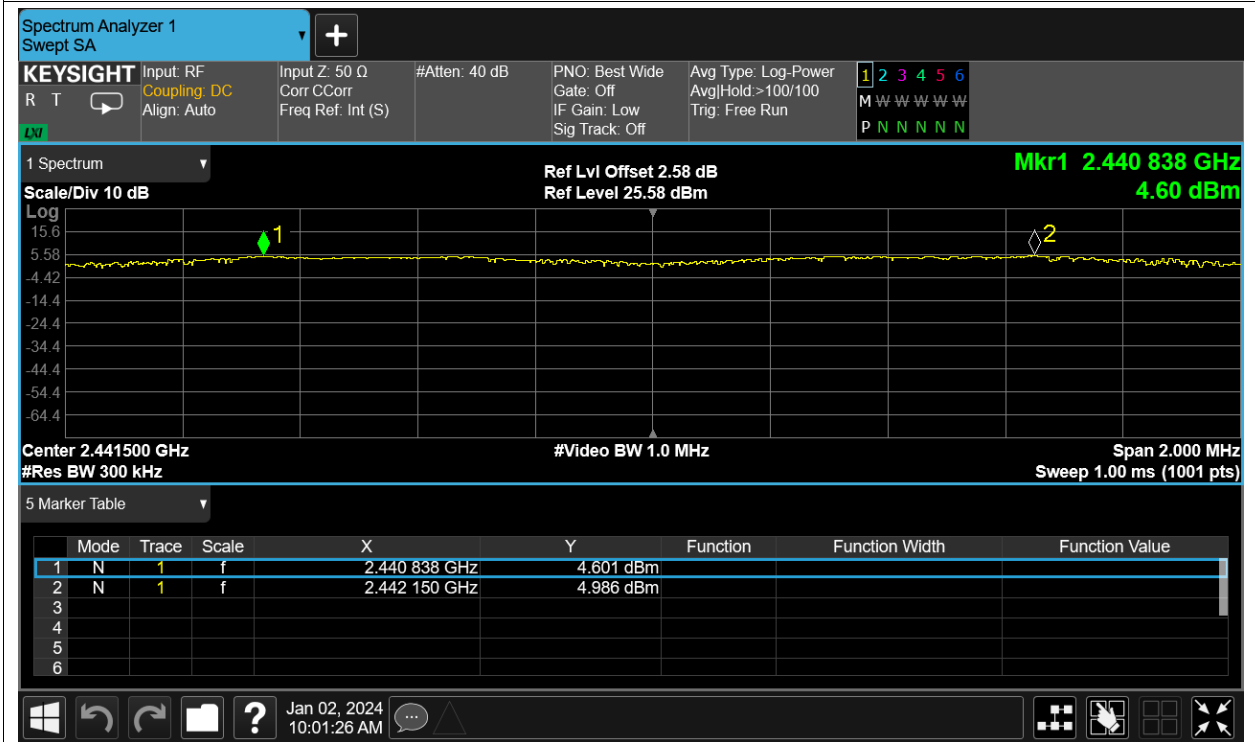 Spectrum Analyzer 1
Swept SA
+
KEYSIGHT
R T
LXI
Input: RF
Coupling: DC
Align: Auto
Input Z: 50 Ω
Corr CCorr
Freq Ref: Int (S)
#Atten: 40 dB
PNO: Best Wide
Gate: Off
IF Gain: Low
Sig Track: Off
Avg Type: Log-Power
Avg|Hold:>100/100
Trig: Free Run
1 2 3 4 5 6
M W W W W W
P N N N N N
1 Spectrum
Scale/Div 10 dB
Ref Lvl Offset 2.58 dB
Ref Level 25.58 dBm
Mkr1 2.440 838 GHz
4.60 dBm
Log
15.6
5.58
-4.42
-14.4
-24.4
-34.4
-44.4
-54.4
-64.4
1
2
Center 2.441500 GHz
#Video BW 1.0 MHz
Span 2.000 MHz
#Res BW 300 kHz
Sweep 1.00 ms (1001 pts)
5 Marker Table
Mode Trace Scale X Y Function Function Width Function Value
1 N 1 f 2.440 838 GHz 4.601 dBm
2 N 1 f 2.442 150 GHz 4.986 dBm
3
4
5
6
?
Jan 02, 2024
10:01:26 AM